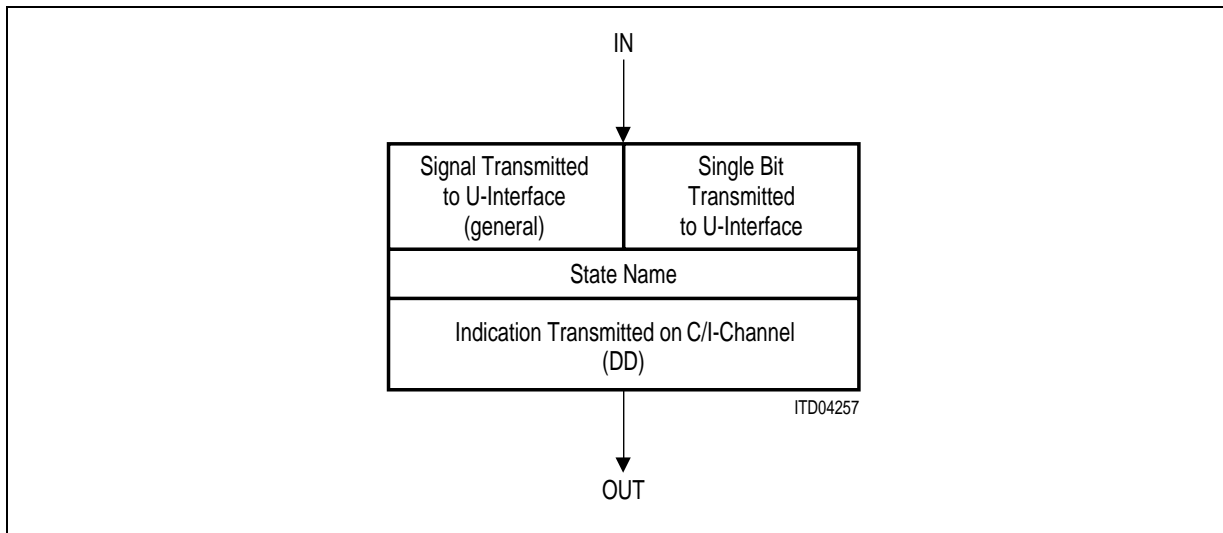 IN
Signal Transmitted
to U-Interface
(general)
Single Bit
Transmitted
to U-Interface
State Name
Indication Transmitted on C/I-Channel
(DD)
ITD04257
OUT